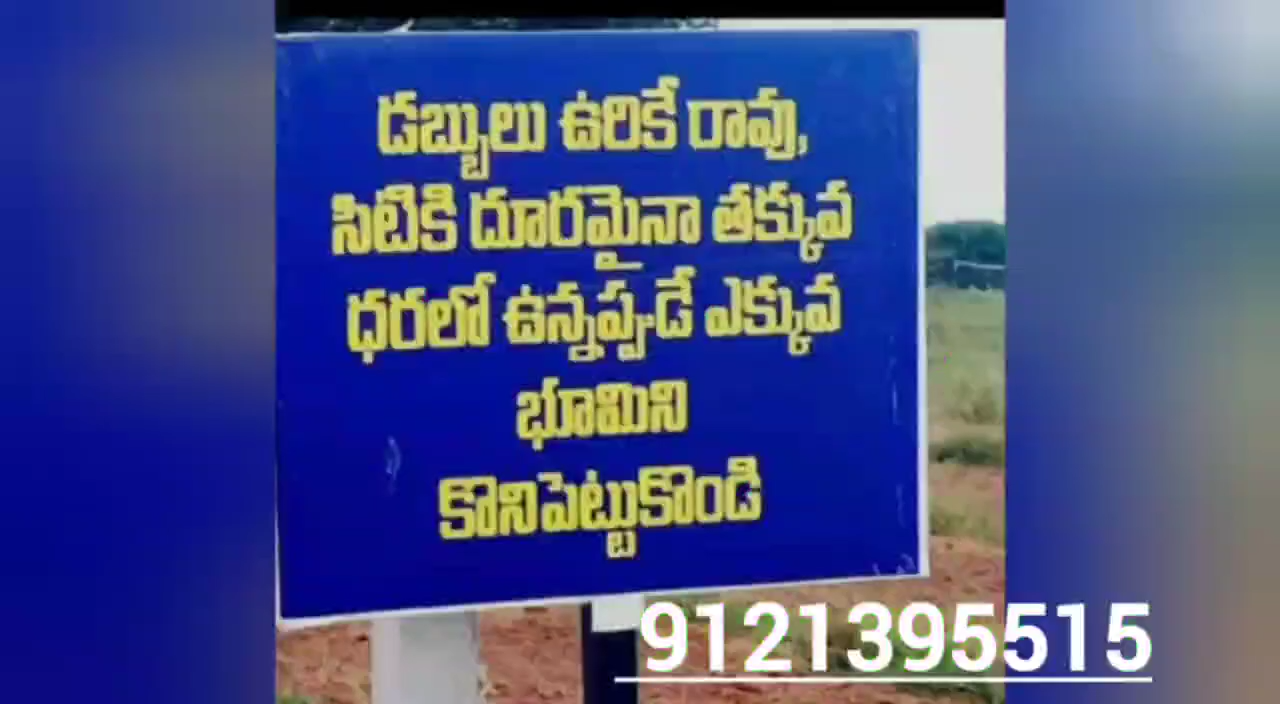 డబ్బులు ఉరికే రావు,
సిటికి దూరమైనా తక్కువ
ధరలో ఉన్నప్పుడే ఎక్కువ
భూమిని
కొనిపెట్టుకొండి
9121395515